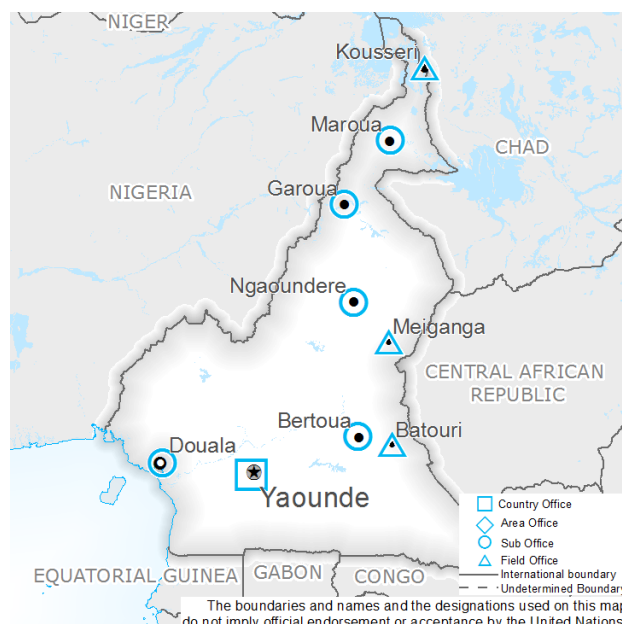 NIGER
Kousseri
Maroua
CHAD
NIGERIA
Garoua
Ngaoundere
Meiganga
CENTRAL AFRICAN
REPUBLIC
Bertoua
Batouri
Douala
Yaounde
Country Office
Area Office
Sub Office
Field Office
International boundary
Undetermined Boundary
EQUATORIAL GUINEA
GABON
CONGO
The boundaries and names and the designations used on this map
do not imply official endorsement or acceptance by the United Nations